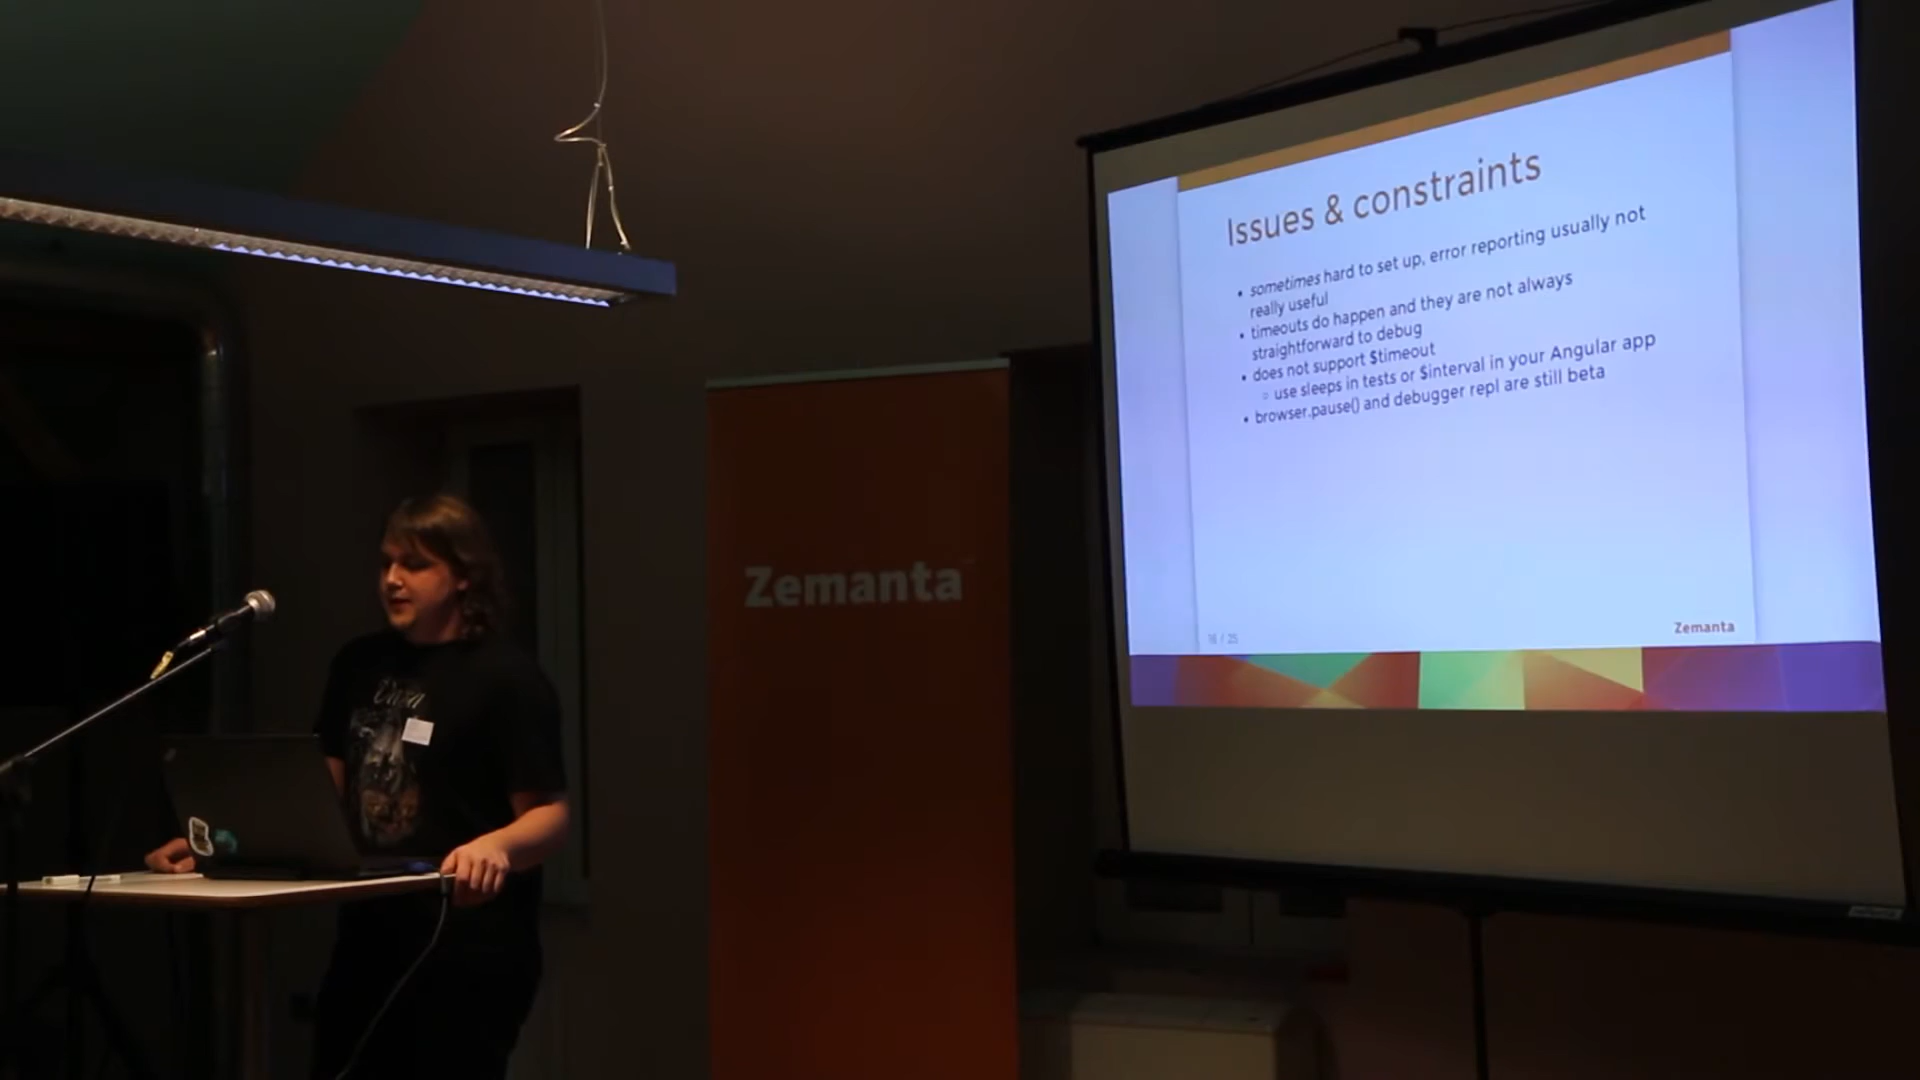 Issues & constraints
• sometimes hard to set up, error reporting usually not
really useful
• timeouts do happen and they are not always
straightforward to debug
• does not support $timeout
○ use sleeps in tests or $interval in your Angular app
• browser.pause() and debugger repl are still beta
16 / 25
Zemanta
Zemanta